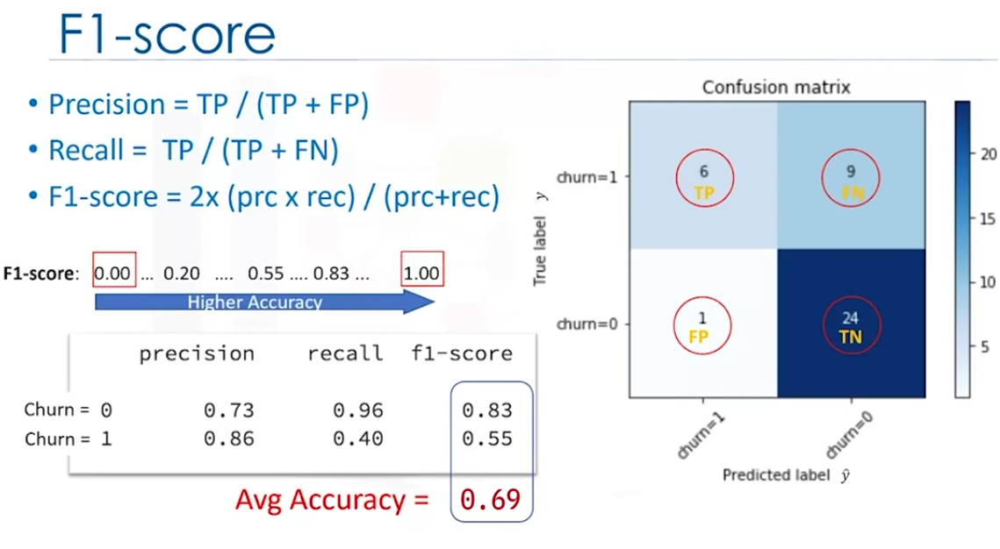 F1-score
• Precision = TP / (TP + FP)
• Recall = TP / (TP + FN)
• F1-score = 2x (prc x rec) / (prc+rec)
F1-score: 0.00 ... 0.20 .... 0.55 .... 0.83 ... 1.00
Higher Accuracy
precision recall f1-score
Churn = 0 0.73 0.96 0.83
Churn = 1 0.86 0.40 0.55
Avg Accuracy = 0.69
Confusion matrix
True label y
churn=1
churn=0
6
TP
9
FN
1
FP
24
TN
churn=1
churn=0
Predicted label ŷ
20
15
10
5